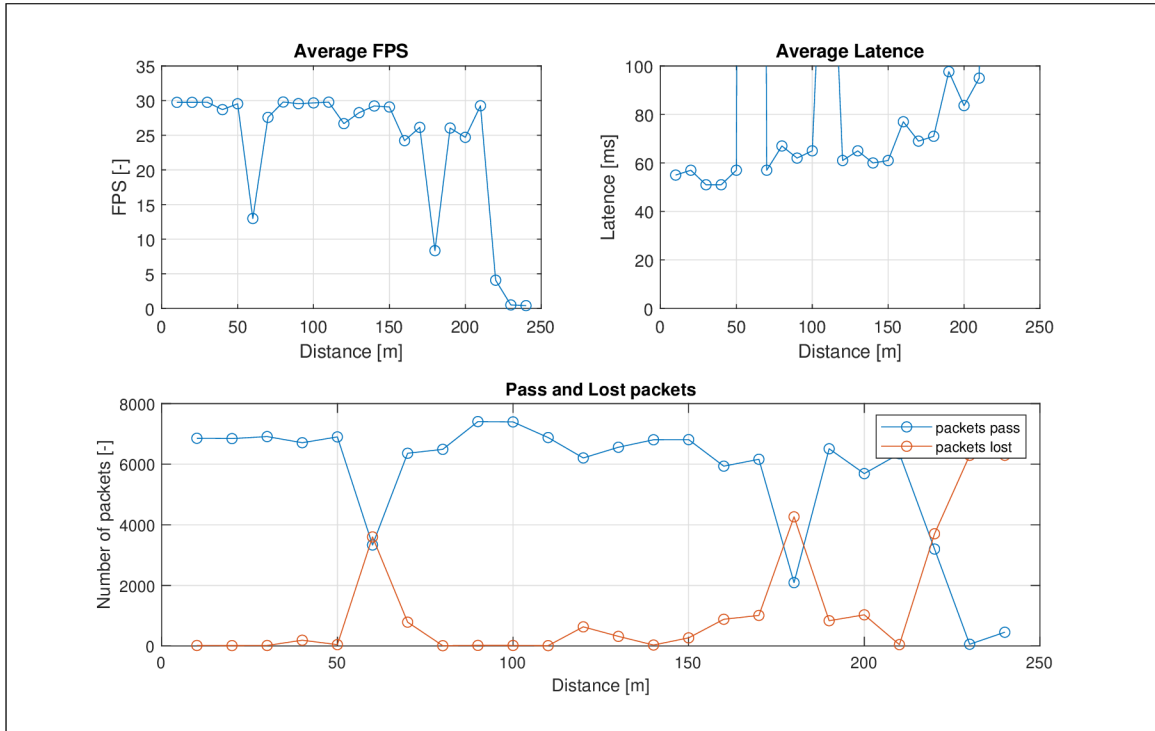 Average FPS
35
30
25
20
15
10
5
0
FPS [-]
0 50 100 150 200 250
Distance [m]
Average Latence
100
80
60
40
20
0
Latence [ms]
0 50 100 150 200 250
Distance [m]
Pass and Lost packets
8000
6000
4000
2000
0
Number of packets [-]
packets pass
packets lost
0 50 100 150 200 250
Distance [m]